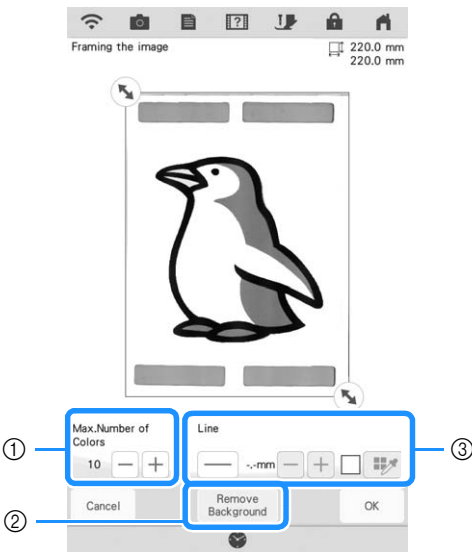 Framing the image
220.0 mm
220.0 mm
① Max.Number of
Colors
10 − +
Line
-.-mm − +
③
Cancel
② Remove
Background
OK